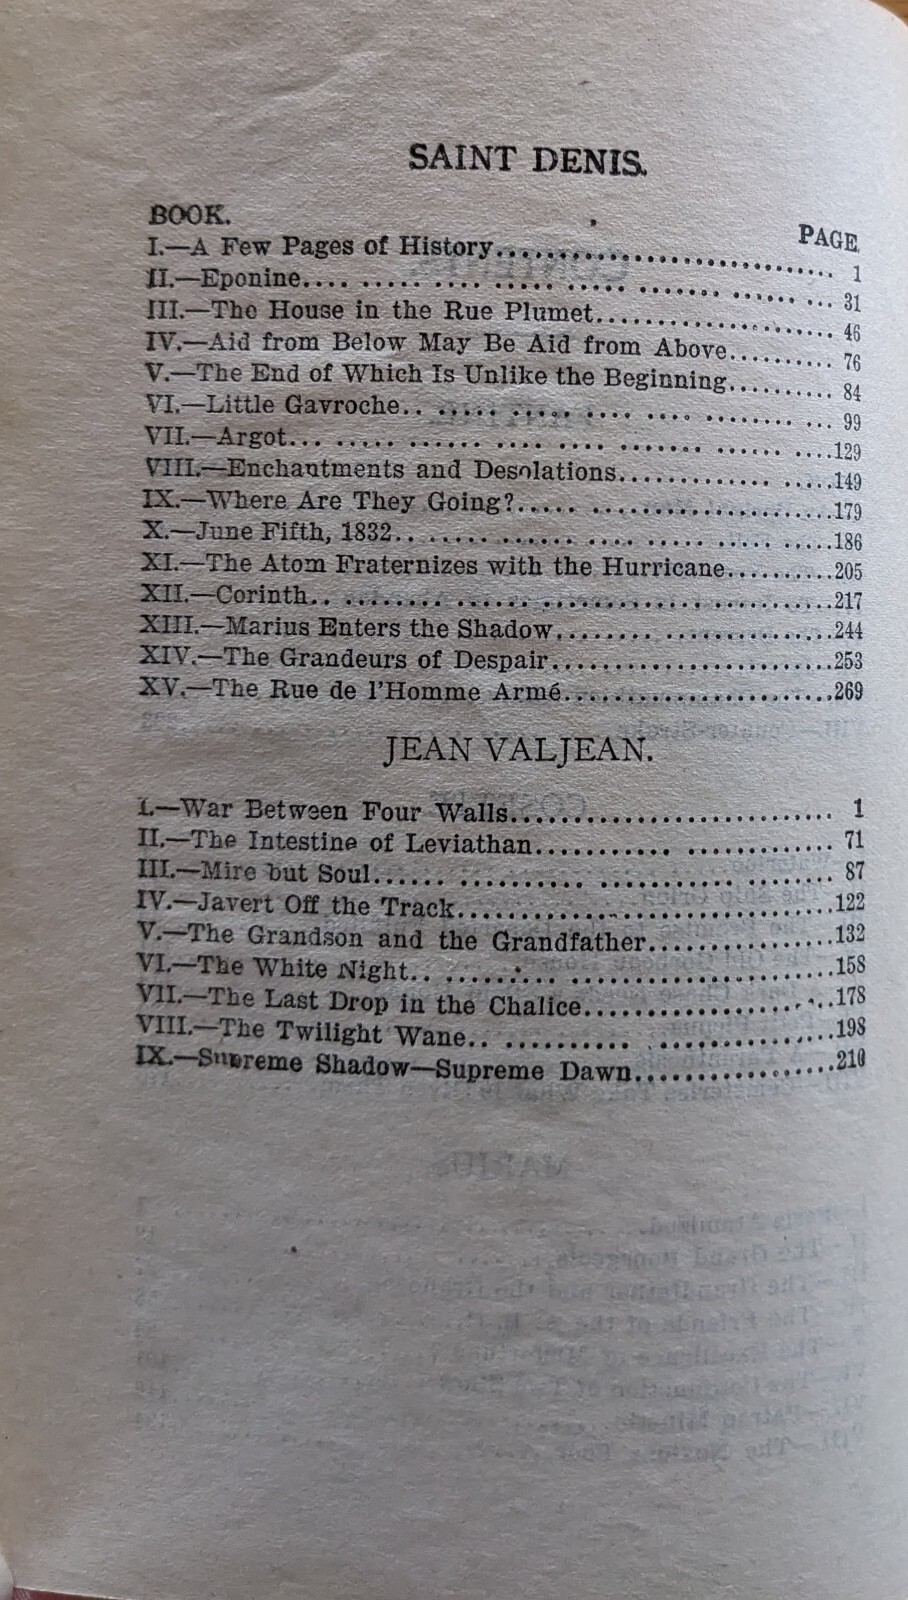 SAINT DENIS.
BOOK. PAGE
I.—A Few Pages of History................................ 1
II.—Eponine.... ..... .... ..... ..... ....... ...... ... 31
III.—The House in the Rue Plumet........................ 46
IV.—Aid from Below May Be Aid from Above.......... 76
V.—The End of Which Is Unlike the Beginning.......... 84
VI.—Little Gavroche.. ..... ..... .... .... ........ ... 99
VII.—Argot... ..... ...... .... .... ....... ...... ....129
VIII.—Enchantments and Desolations............. .....149
IX.—Where Are They Going?..... ......................179
X.—June Fifth, 1832.. ...... ....... .... ..... ..... .....186
XI.—The Atom Fraternizes with the Hurricane..........205
XII.—Corinth.. ........ ...... ............. ..............217
XIII.—Marius Enters the Shadow........ ...............244
XIV.—The Grandeurs of Despair..........................253
XV.—The Rue de l'Homme Armé........................269
JEAN VALJEAN.
I.—War Between Four Walls............................ 1
II.—The Intestine of Leviathan............ ............. 71
III.—Mire but Soul...... .......... ........... ........ 87
IV.—Javert Off the Track.................................122
V.—The Grandson and the Grandfather................132
VI.—The White Night.. ........ ........................158
VII.—The Last Drop in the Chalice.......................178
VIII.—The Twilight Wane.. .......... .................198
IX.—Supreme Shadow—Supreme Dawn.................210